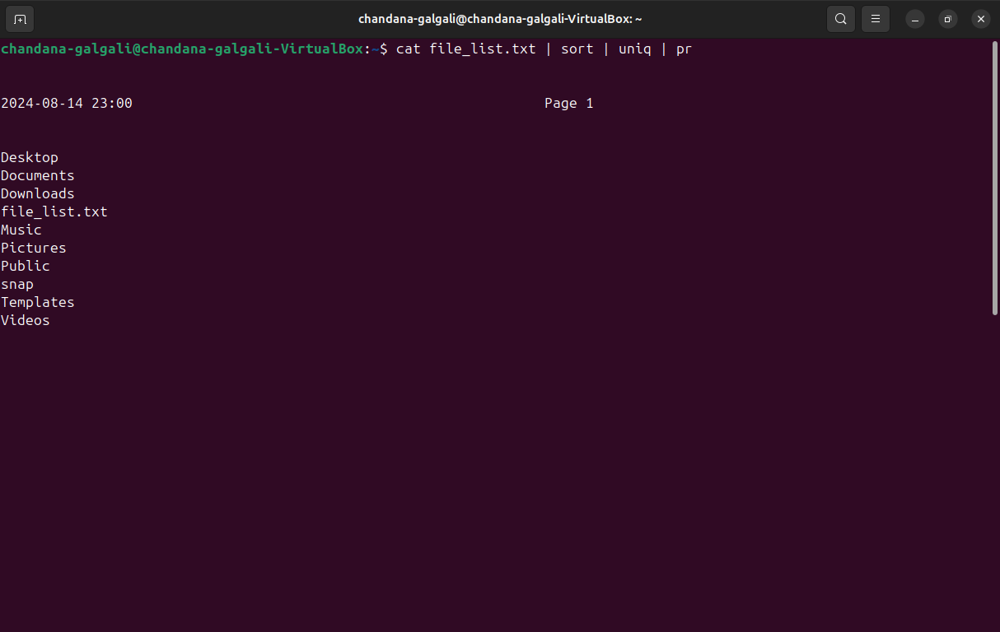 chandana-galgali@chandana-galgali-VirtualBox: ~
chandana-galgali@chandana-galgali-VirtualBox:~$ cat file_list.txt | sort | uniq | pr
2024-08-14 23:00 Page 1
Desktop
Documents
Downloads
file_list.txt
Music
Pictures
Public
snap
Templates
Videos